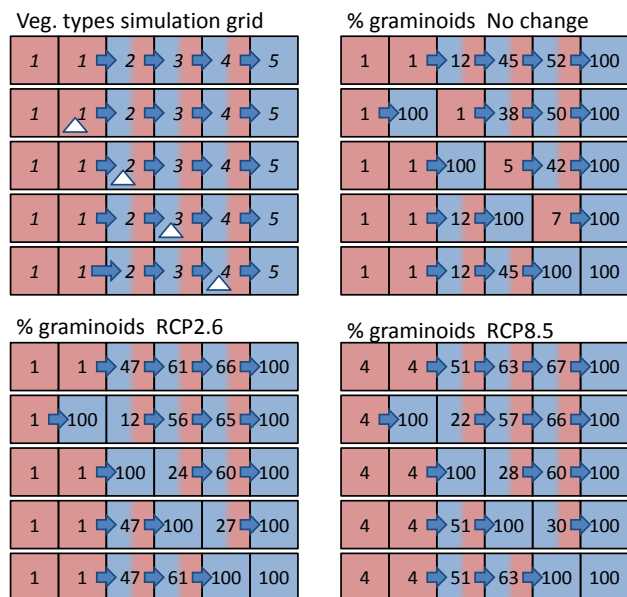 Veg. types simulation grid
1 1 2 3 4 5
1 1 2 3 4 5
1 1 2 3 4 5
1 1 2 3 4 5
1 1 2 3 4 5
% graminoids No change
1 1 12 45 52 100
1 100 1 38 50 100
1 1 100 5 42 100
1 1 12 100 7 100
1 1 12 45 100 100
% graminoids RCP2.6
1 1 47 61 66 100
1 100 12 56 65 100
1 1 100 24 60 100
1 1 47 100 27 100
1 1 47 61 100 100
% graminoids RCP8.5
4 4 51 63 67 100
4 100 22 57 66 100
4 4 100 28 60 100
4 4 51 100 30 100
4 4 51 63 100 100